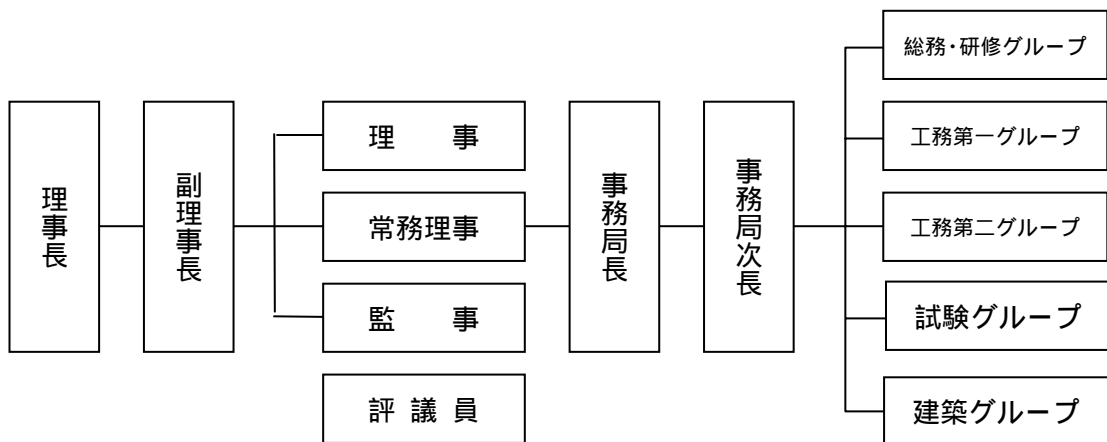 理事長
副理事長
理　　事
常務理事
監　　事
評 議 員
事務局長
事務局次長
総務・研修グループ
工務第一グループ
工務第二グループ
試験グループ
建築グループ